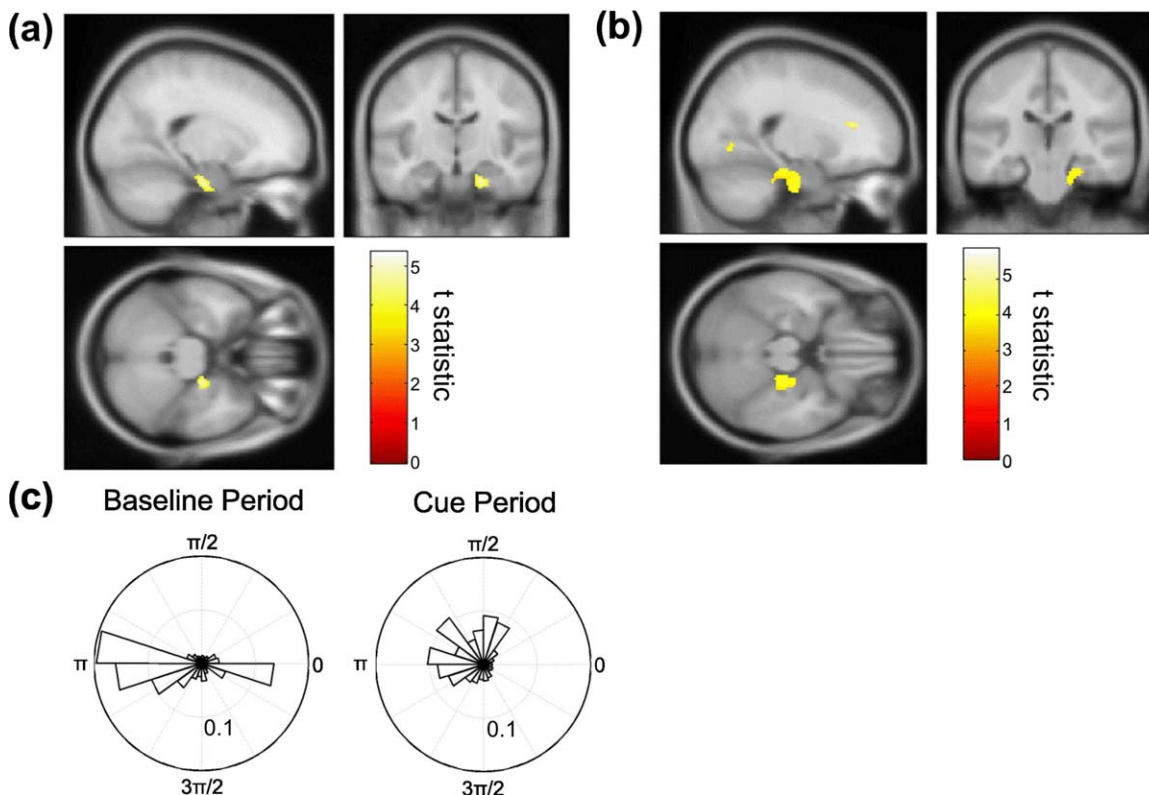 (a)
(b)
5
4
3
2
1
0
t statistic
5
4
3
2
1
0
t statistic
(c)
Baseline Period
Cue Period
π/2
π
0
0.1
3π/2
π/2
π
0
0.1
3π/2